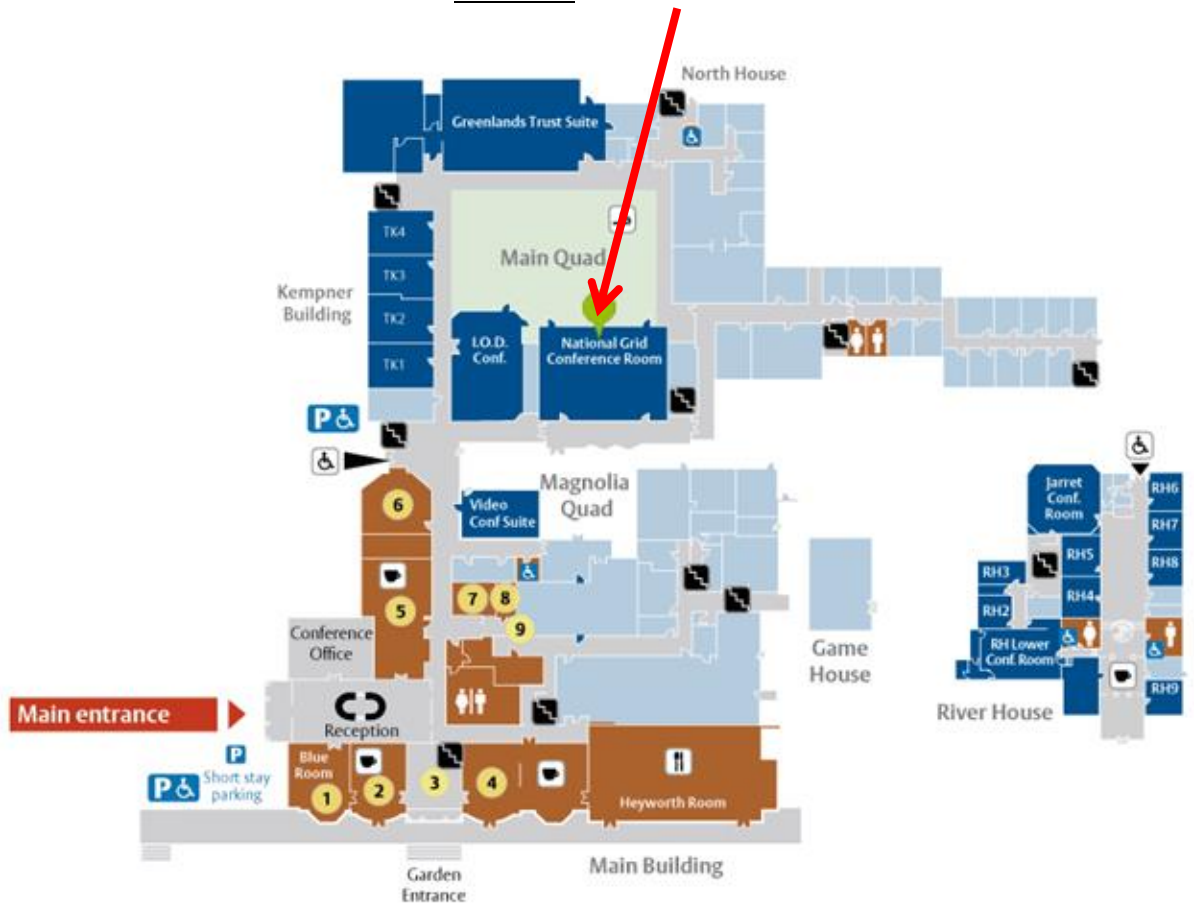 North House
Greenlands Trust Suite
TK4
Main Quad
TK3
Kempner
Building
TK2
I.O.D.
Conf.
National Grid
Conference Room
TK1
P
6
Video
Conf Suite
Magnolia
Quad
Jarret
Conf.
Room
RH6
RH7
RH5
RH8
RH3
RH4
RH2
5
7
8
9
Conference
Office
Game
House
RH Lower
Conf. Room
RH9
River House
Main entrance
Reception
P
Short stay
parking
P
Blue
Room
1
2
3
4
Heyworth Room
Main Building
Garden
Entrance